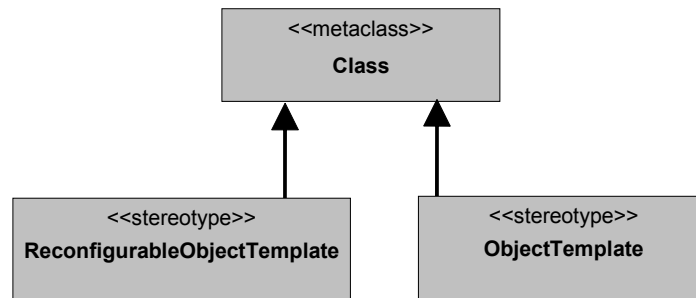 <<metaclass>>
Class
<<stereotype>>
ReconfigurableObjectTemplate
<<stereotype>>
ObjectTemplate